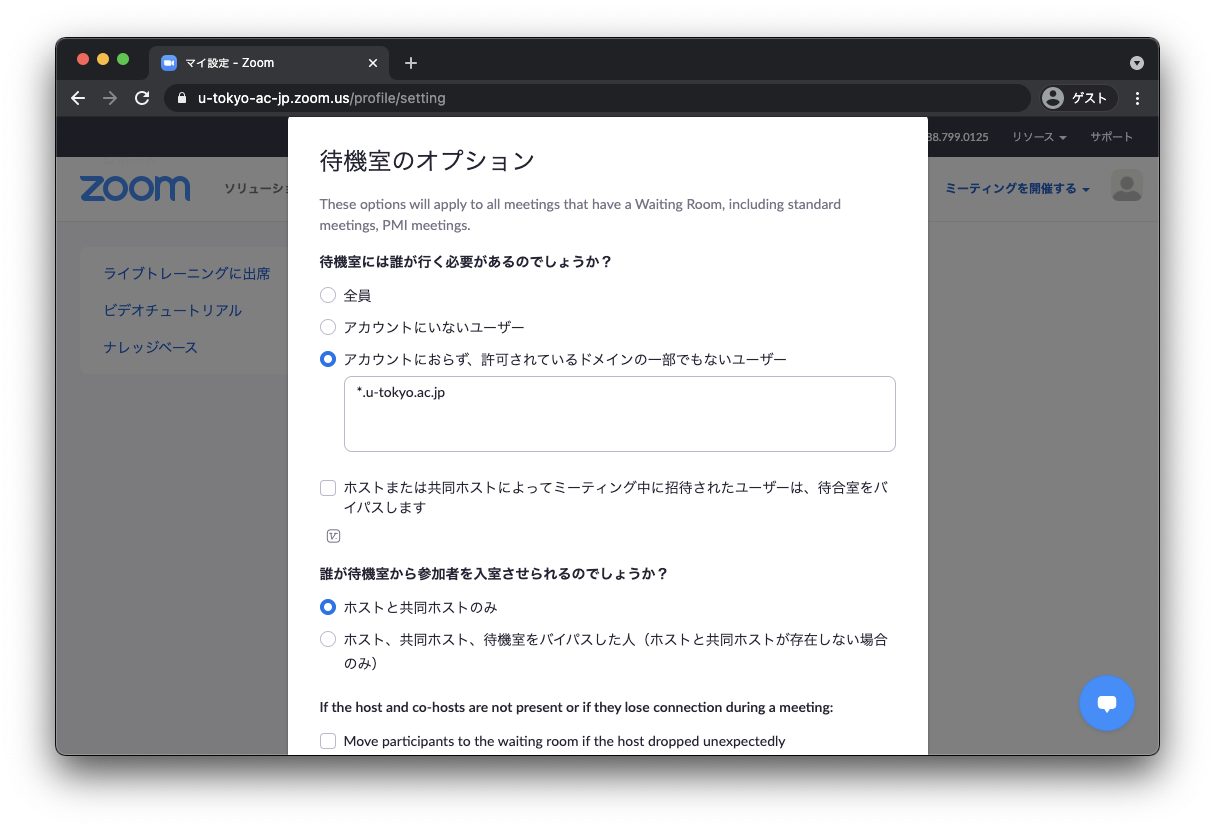 マイ設定 - Zoom
u-tokyo-ac-jp.zoom.us/profile/setting
ゲスト
88.799.0125
リソース
サポート
zoom
ソリューショ
ミーティングを開催する
ライブトレーニングに出席
ビデオチュートリアル
ナレッジベース
待機室のオプション
These options will apply to all meetings that have a Waiting Room, including standard
meetings, PMI meetings.
待機室には誰が行く必要があるのでしょうか？
全員
アカウントにいないユーザー
アカウントにおらず、許可されているドメインの一部でもないユーザー
*.u-tokyo.ac.jp
ホストまたは共同ホストによってミーティング中に招待されたユーザーは、待合室をバ
イパスします
誰が待機室から参加者を入室させられるのでしょうか？
ホストと共同ホストのみ
ホスト、共同ホスト、待機室をバイパスした人（ホストと共同ホストが存在しない場合
のみ）
If the host and co-hosts are not present or if they lose connection during a meeting:
Move participants to the waiting room if the host dropped unexpectedly